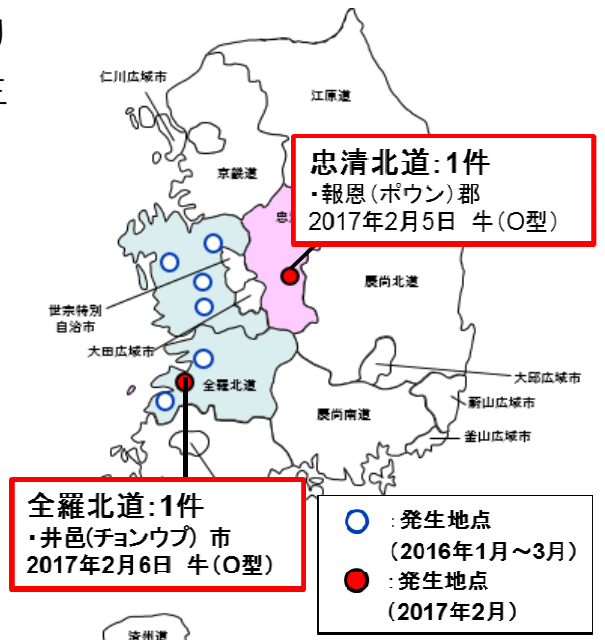 り
仁川広域市
江原道
京畿道
忠清北道:1件
・報恩(ポウン)郡
2017年2月5日 牛(O型)
忠
慶尚北道
世宗特別
自治市
大田広域市
全羅北道
大邱広域市
慶尚南道
蔚山広域市
釜山広域市
全羅北道:1件
・井邑(チョンウプ) 市
2017年2月6日 牛(O型)
:発生地点
(2016年1月~3月)
:発生地点
(2017年2月)
済州道